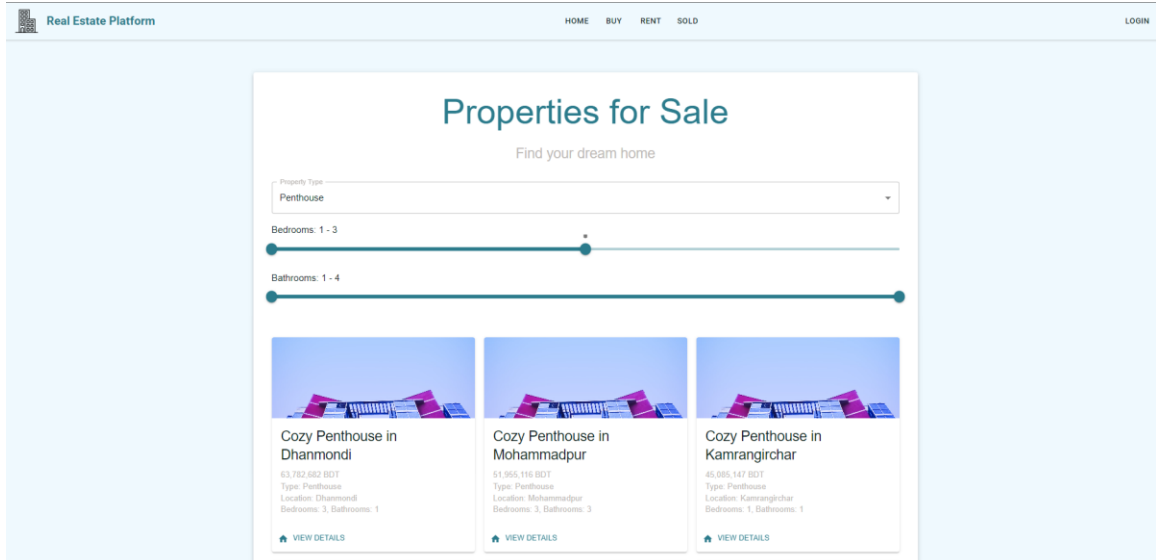 Real Estate Platform
HOME BUY RENT SOLD
LOGIN
Properties for Sale
Find your dream home
Property Type
Penthouse
Bedrooms: 1 - 3
Bathrooms: 1 - 4
Cozy Penthouse in
Dhanmondi
63,782,682 BDT
Type: Penthouse
Location: Dhanmondi
Bedrooms: 3, Bathrooms: 1
VIEW DETAILS
Cozy Penthouse in
Mohammadpur
51,955,116 BDT
Type: Penthouse
Location: Mohammadpur
Bedrooms: 3, Bathrooms: 3
VIEW DETAILS
Cozy Penthouse in
Kamrangirchar
45,085,147 BDT
Type: Penthouse
Location: Kamrangirchar
Bedrooms: 1, Bathrooms: 1
VIEW DETAILS